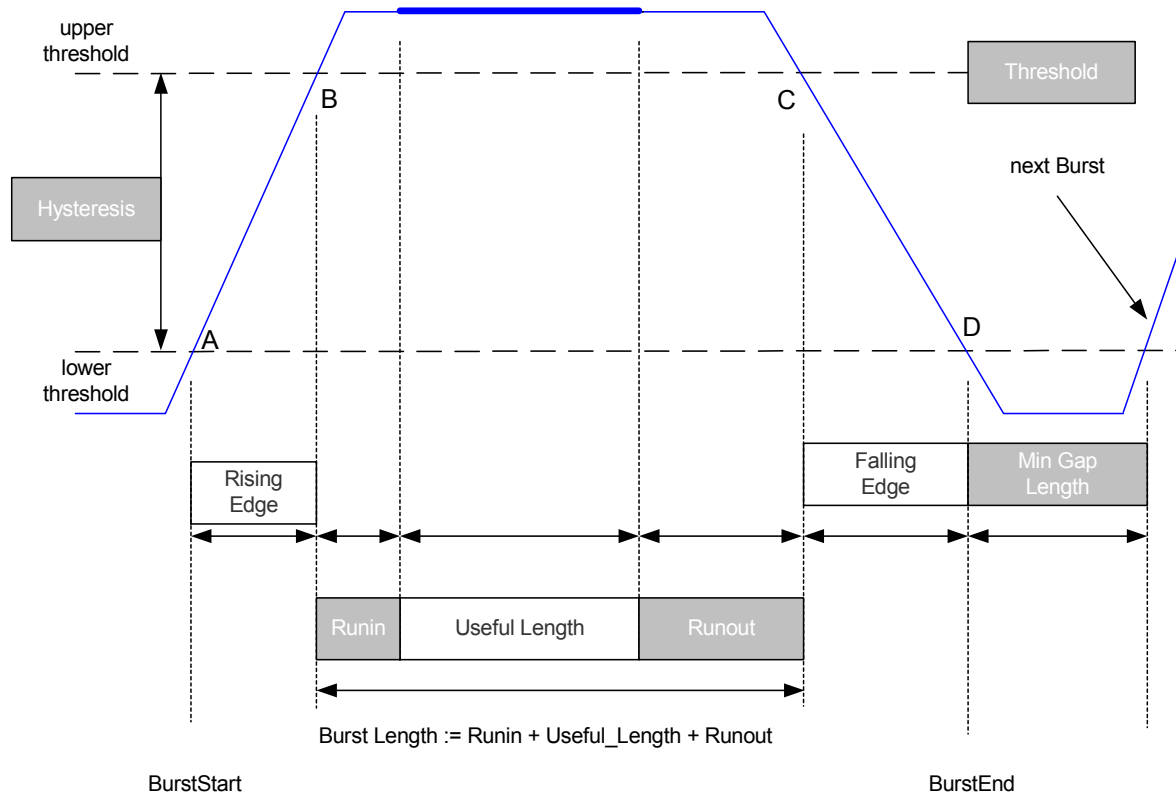 upper
threshold
Threshold
B
C
next Burst
Hysteresis
A
D
lower
threshold
Rising
Edge
Falling
Edge
Min Gap
Length
Runin
Useful Length
Runout
Burst Length := Runin + Useful_Length + Runout
BurstStart
BurstEnd